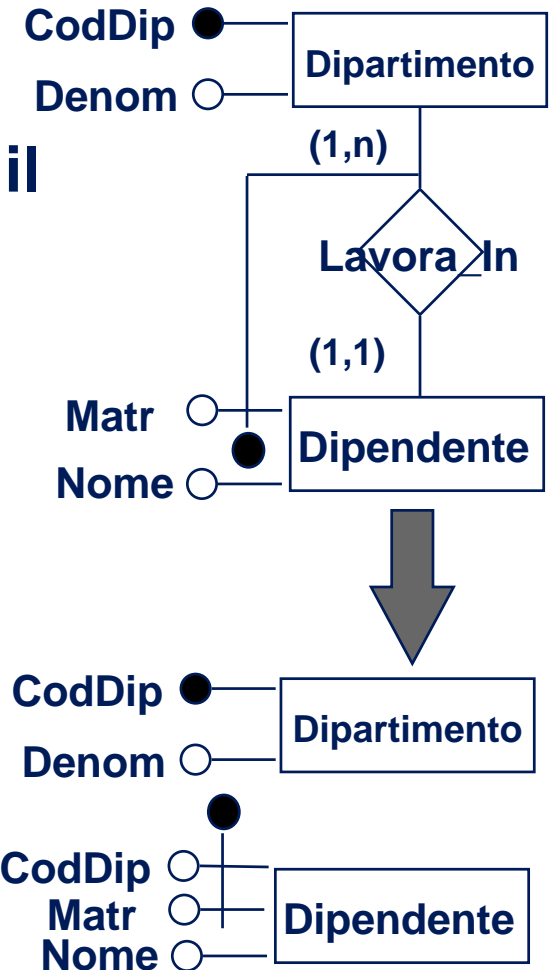 CodDip
Dipartimento
Denom
(1,n)
il
Lavora_In
(1,1)
Matr
Dipendente
Nome
CodDip
Dipartimento
Denom
CodDip
Matr
Dipendente
Nome